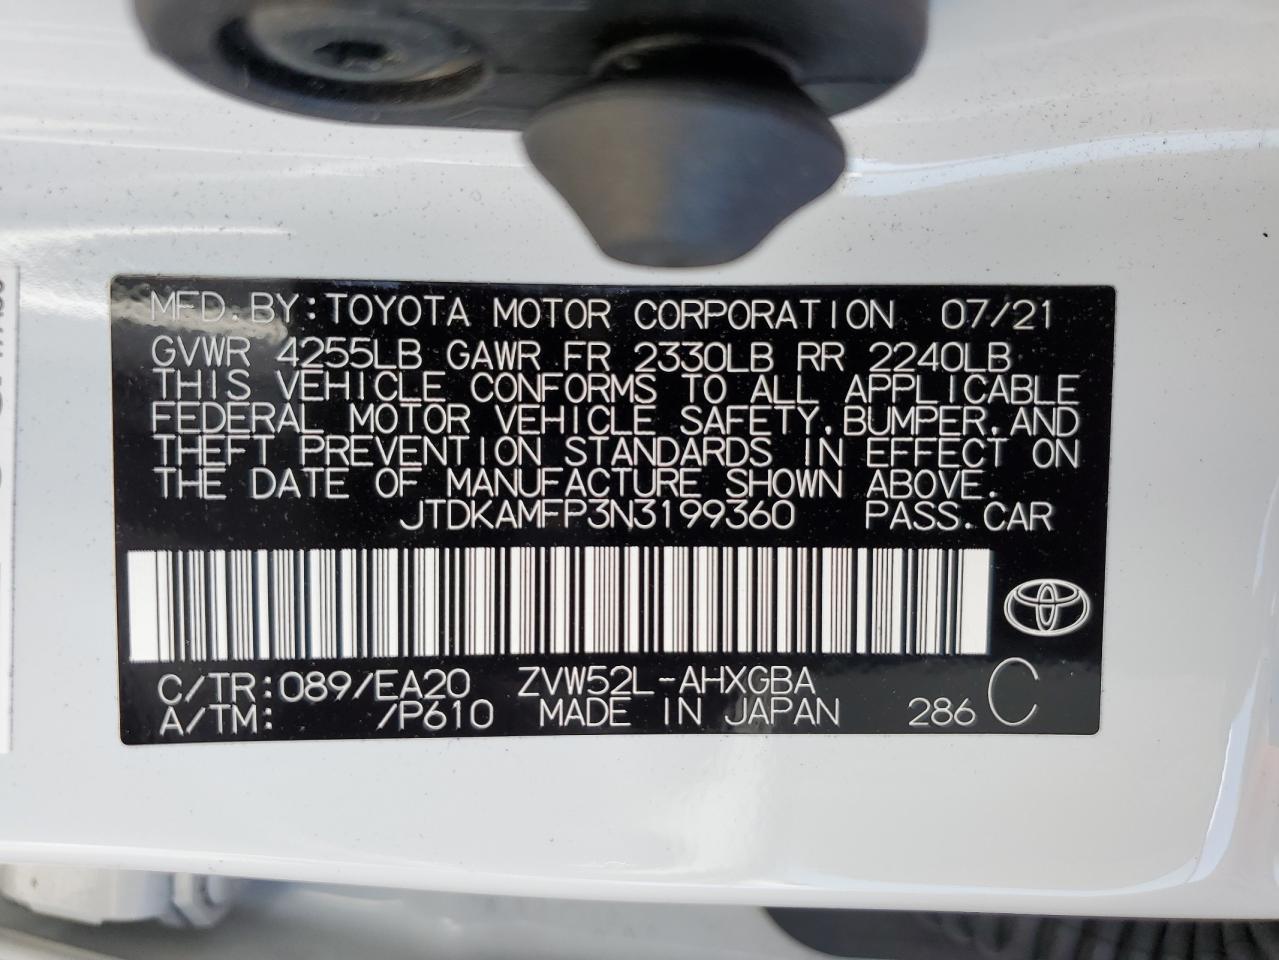 MFD. BY: TOYOTA MOTOR CORPORATION 07/21
GVWR 4255LB GAWR FR 2330LB RR 2240LB
THIS VEHICLE CONFORMS TO ALL APPLICABLE
FEDERAL MOTOR VEHICLE SAFETY, BUMPER, AND
THEFT PREVENTION STANDARDS IN EFFECT ON
THE DATE OF MANUFACTURE SHOWN ABOVE.
JTDKAMFP3N3199360 PASS. CAR
C/TR: 089/EA20 ZVW52L-AHXGBA
A/TM: /P610 MADE IN JAPAN 286 C